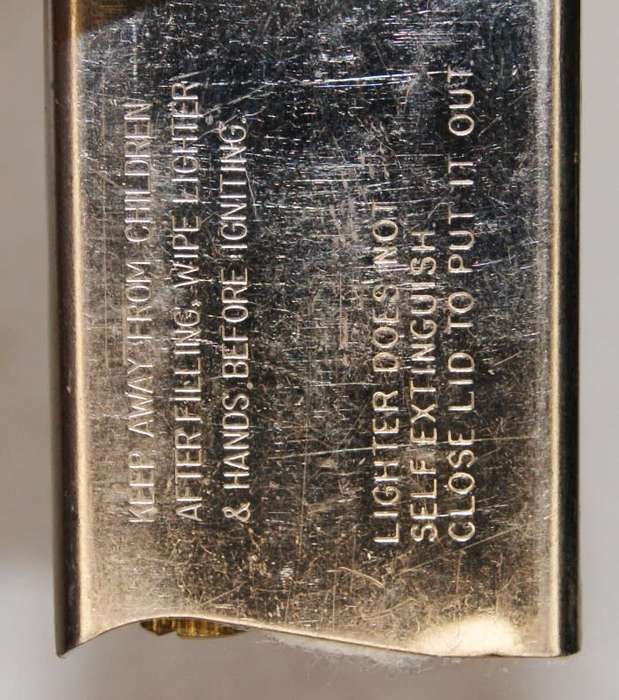 KEEP AWAY FROM CHILDREN
AFTER FILLING, WIPE LIGHTER
& HANDS BEFORE IGNITING.
LIGHTER DOES NOT
SELF EXTINGUISH.
CLOSE LID TO PUT IT OUT